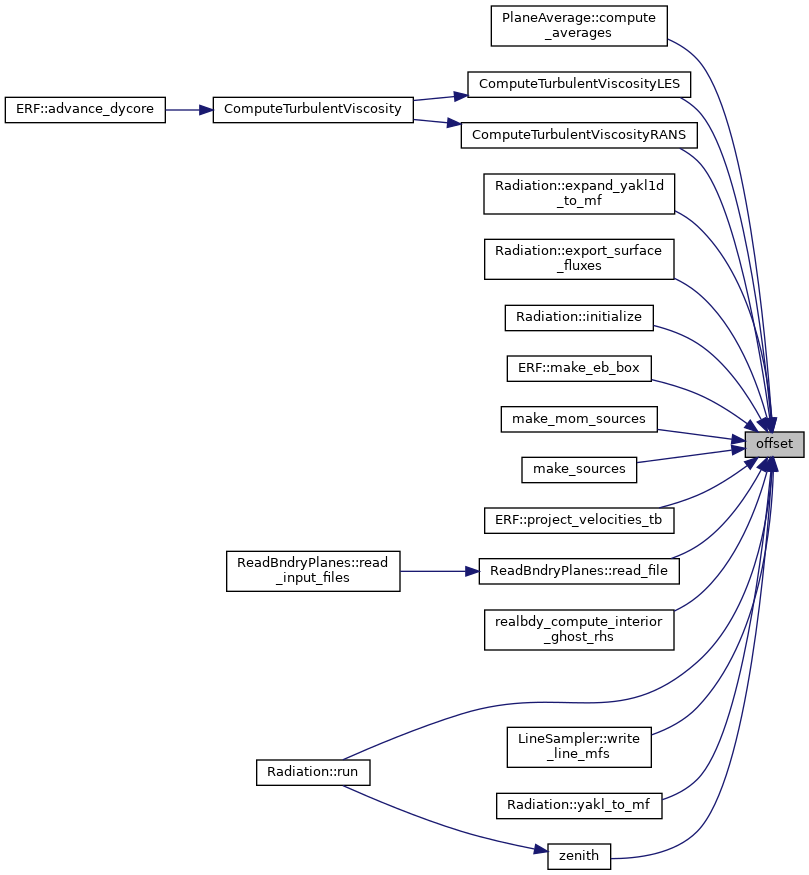 PlaneAverage::compute
_averages
ComputeTurbulentViscosityLES
ERF::advance_dycore
ComputeTurbulentViscosity
ComputeTurbulentViscosityRANS
Radiation::expand_yakl1d
_to_mf
Radiation::export_surface
_fluxes
Radiation::initialize
ERF::make_eb_box
make_mom_sources
offset
make_sources
ERF::project_velocities_tb
ReadBndryPlanes::read
_input_files
ReadBndryPlanes::read_file
realbdy_compute_interior
_ghost_rhs
LineSampler::write
_line_mfs
Radiation::run
Radiation::yakl_to_mf
zenith